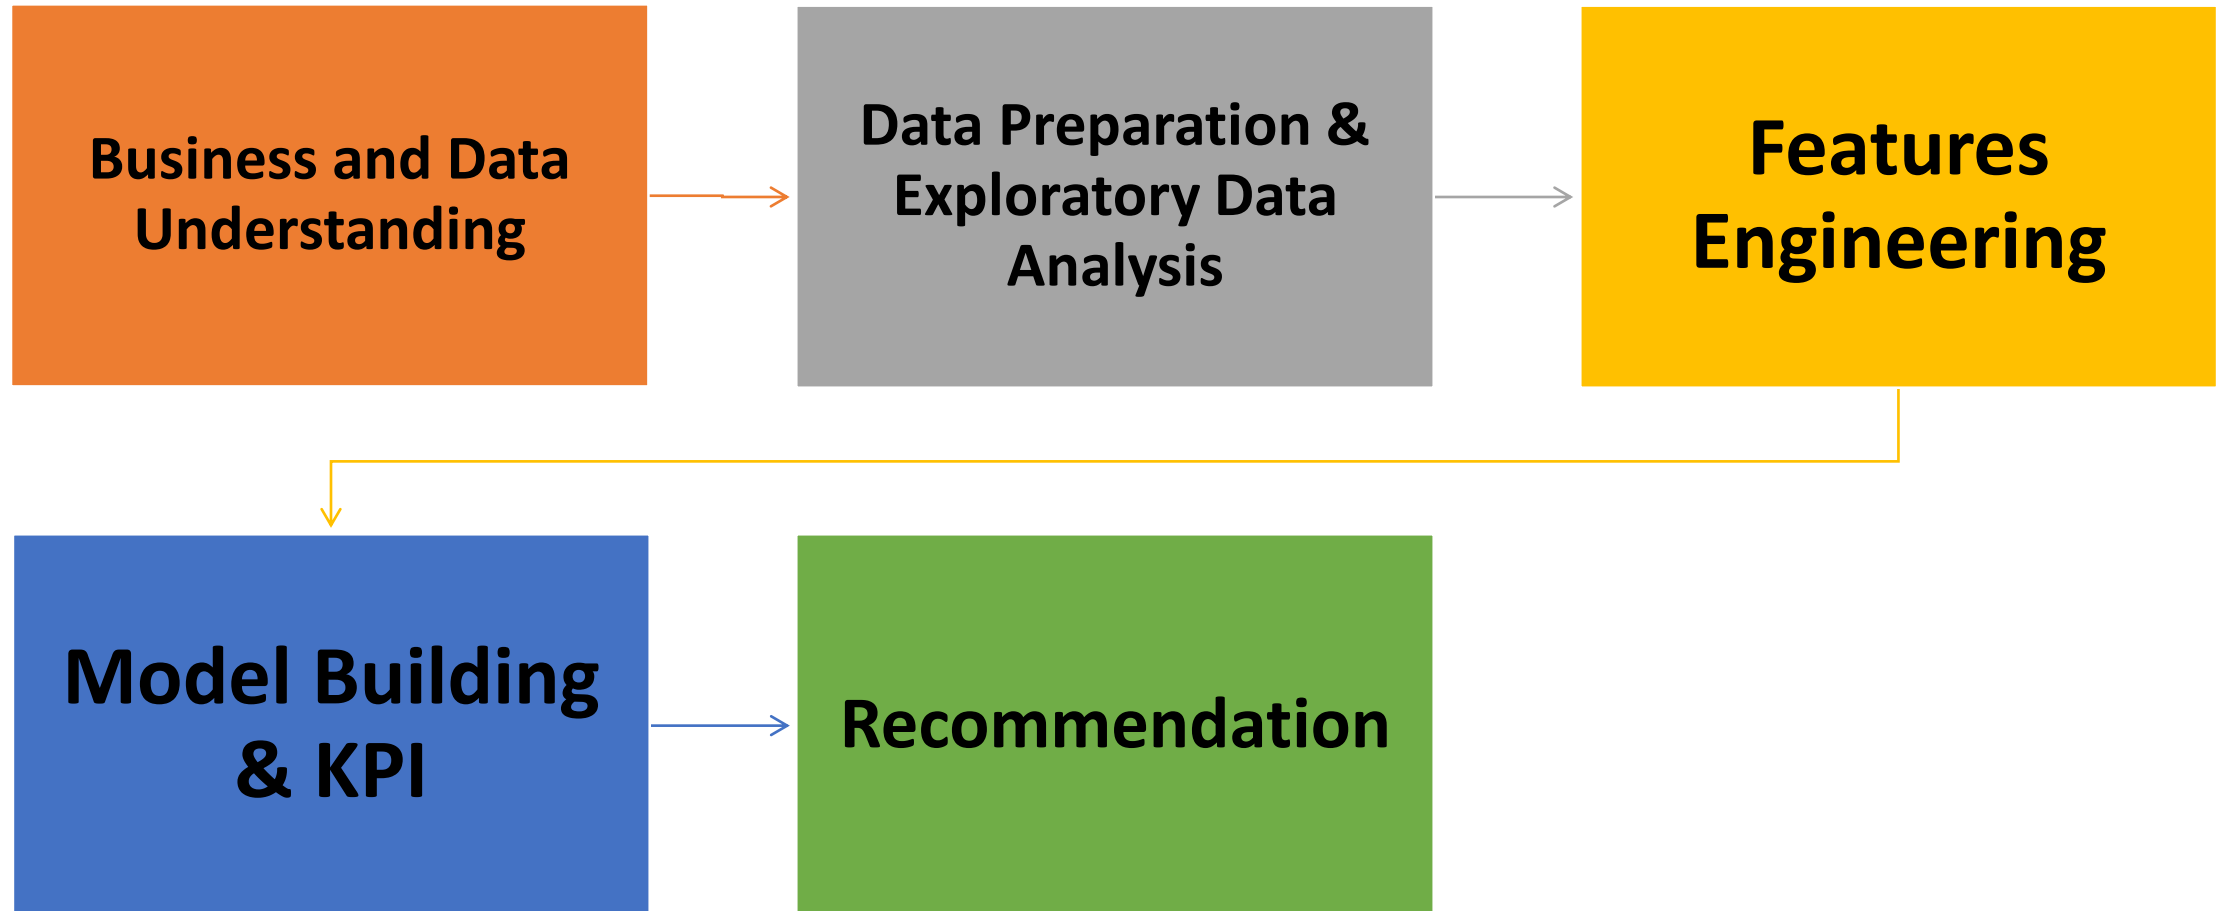 Business and Data
Understanding
Data Preparation &
Exploratory Data
Analysis
Features
Engineering
Model Building
& KPI
Recommendation